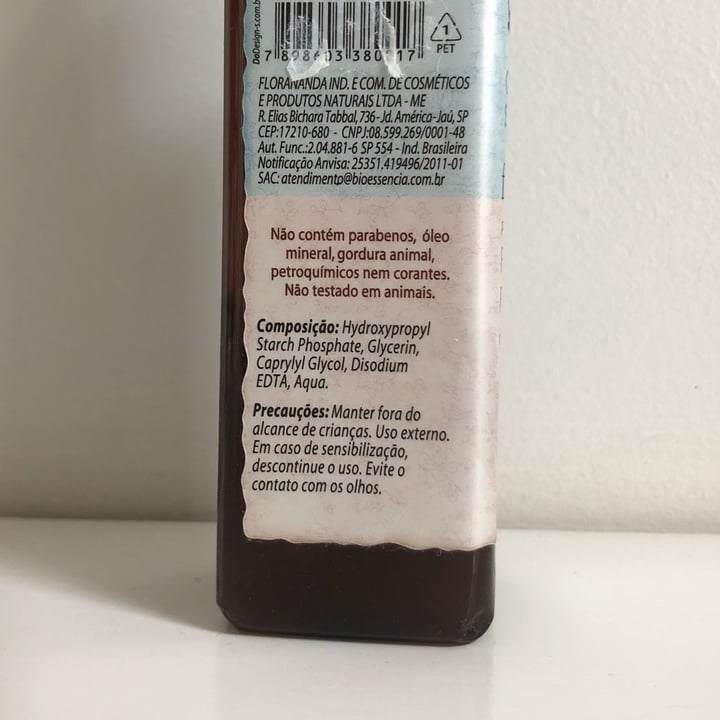 DaDesign-s.com.b
7 898603 380017
1
PET
FLORANANDA IND. E COM. DE COSMÉTICOS
E PRODUTOS NATURAIS LTDA - ME
R. Elias Bichara Tabbal, 736 - Jd. América - Jaú, SP
CEP: 17210-680 - CNPJ:08.599.269/0001-48
Aut. Func.:2.04.881-6 SP 554 - Ind. Brasileira
Notificação Anvisa: 25351.419496/2011-01
SAC: atendimento@bioessencia.com.br
Não contém parabenos, óleo
mineral, gordura animal,
petroquímicos nem corantes.
Não testado em animais.
Composição: Hydroxypropyl
Starch Phosphate, Glycerin,
Caprylyl Glycol, Disodium
EDTA, Aqua.
Precauções: Manter fora do
alcance de crianças. Uso externo.
Em caso de sensibilização,
descontinue o uso. Evite o
contato com os olhos.